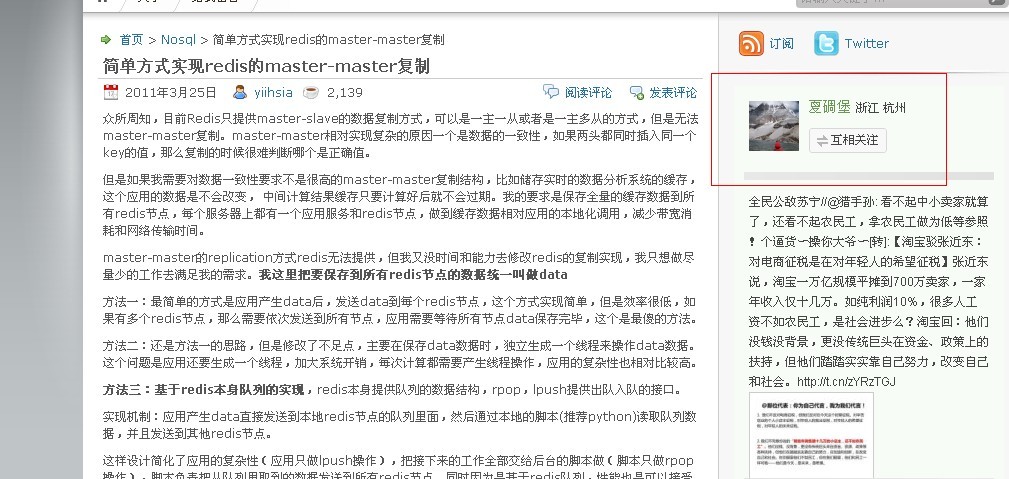 首页 > Nosql > 简单方式实现redis的master-master复制
简单方式实现redis的master-master复制
2011年3月25日 yiihsia 2,139 阅读评论 发表评论
众所周知，目前Redis只提供master-slave的数据复制方式，可以是一主一从或者是一主多从的方式，但是无法
master-master复制。master-master相对实现复杂的原因一个是数据的一致性，如果两头都同时插入同一个
key的值，那么复制的时候很难判断哪个是正确值。
但是如果我需要对数据一致性要求不是很高的master-master复制结构，比如储存实时的数据分析系统的缓存，
这个应用的数据是不会改变， 中间计算结果缓存只要计算好后就不会过期。我的要求是保存全量的缓存数据到所
有redis节点，每个服务器上都有一个应用服务和redis节点，做到缓存数据相对应用的本地化调用，减少带宽消
耗和网络传输时间。
master-master的replication方式redis无法提供，但我又没时间和能力去修改redis的复制实现，我只想做尽
量少的工作去满足我的需求。我这里把要保存到所有redis节点的数据统一叫做data
方法一：最简单的方式是应用产生data后，发送data到每个redis节点，这个方式实现简单，但是效率很低，如
果有多个redis节点，那么需要依次发送到所有节点，应用需要等待所有节点data保存完毕，这个是最傻的方法。
方法二：还是方法一的思路，但是修改了不足点，主要在保存data数据时，独立生成一个线程来操作data数据。
这个问题是应用还要生成一个线程，加大系统开销，每次计算都需要产生线程操作，应用的复杂性也相对比较高。
方法三：基于redis本身队列的实现，redis本身提供队列的数据结构，rpop，lpush提供出队入队的接口。
实现机制：应用产生data直接发送到本地redis节点的队列里面，然后通过本地的脚本(推荐python)读取队列数
据，并且发送到其他redis节点。
这样设计简化了应用的复杂性（应用只做lpush操作），把接下来的工作全部交给后台的脚本做（脚本只做rpop
操作），脚本负责把从队列里取到的数据发送到所有redis节点，同时因为是基于redis队列，性能也是可以接受
订阅 Twitter
夏碉堡 浙江 杭州
互相关注
全民公敌苏宁//@猎手孙: 看不起中小卖家就算
了，还看不起农民工，拿农民工做为低等参照
！个逼货～操你大爷～[转]:【淘宝驳张近东：
对电商征税是在对年轻人的希望征税】张近东
说，淘宝一万亿规模平摊到700万卖家，一家
年收入仅十几万。如纯利润10%，很多人工
资不如农民工，是社会进步么？淘宝回：他们
没钱没背景，更没传统巨头在资金、政策上的
扶持，但他们踏踏实实靠自己努力，改变自己
和社会。http://t.cn/zYRzTGJ
@部位代表：你为自己代言，我为你们代言！